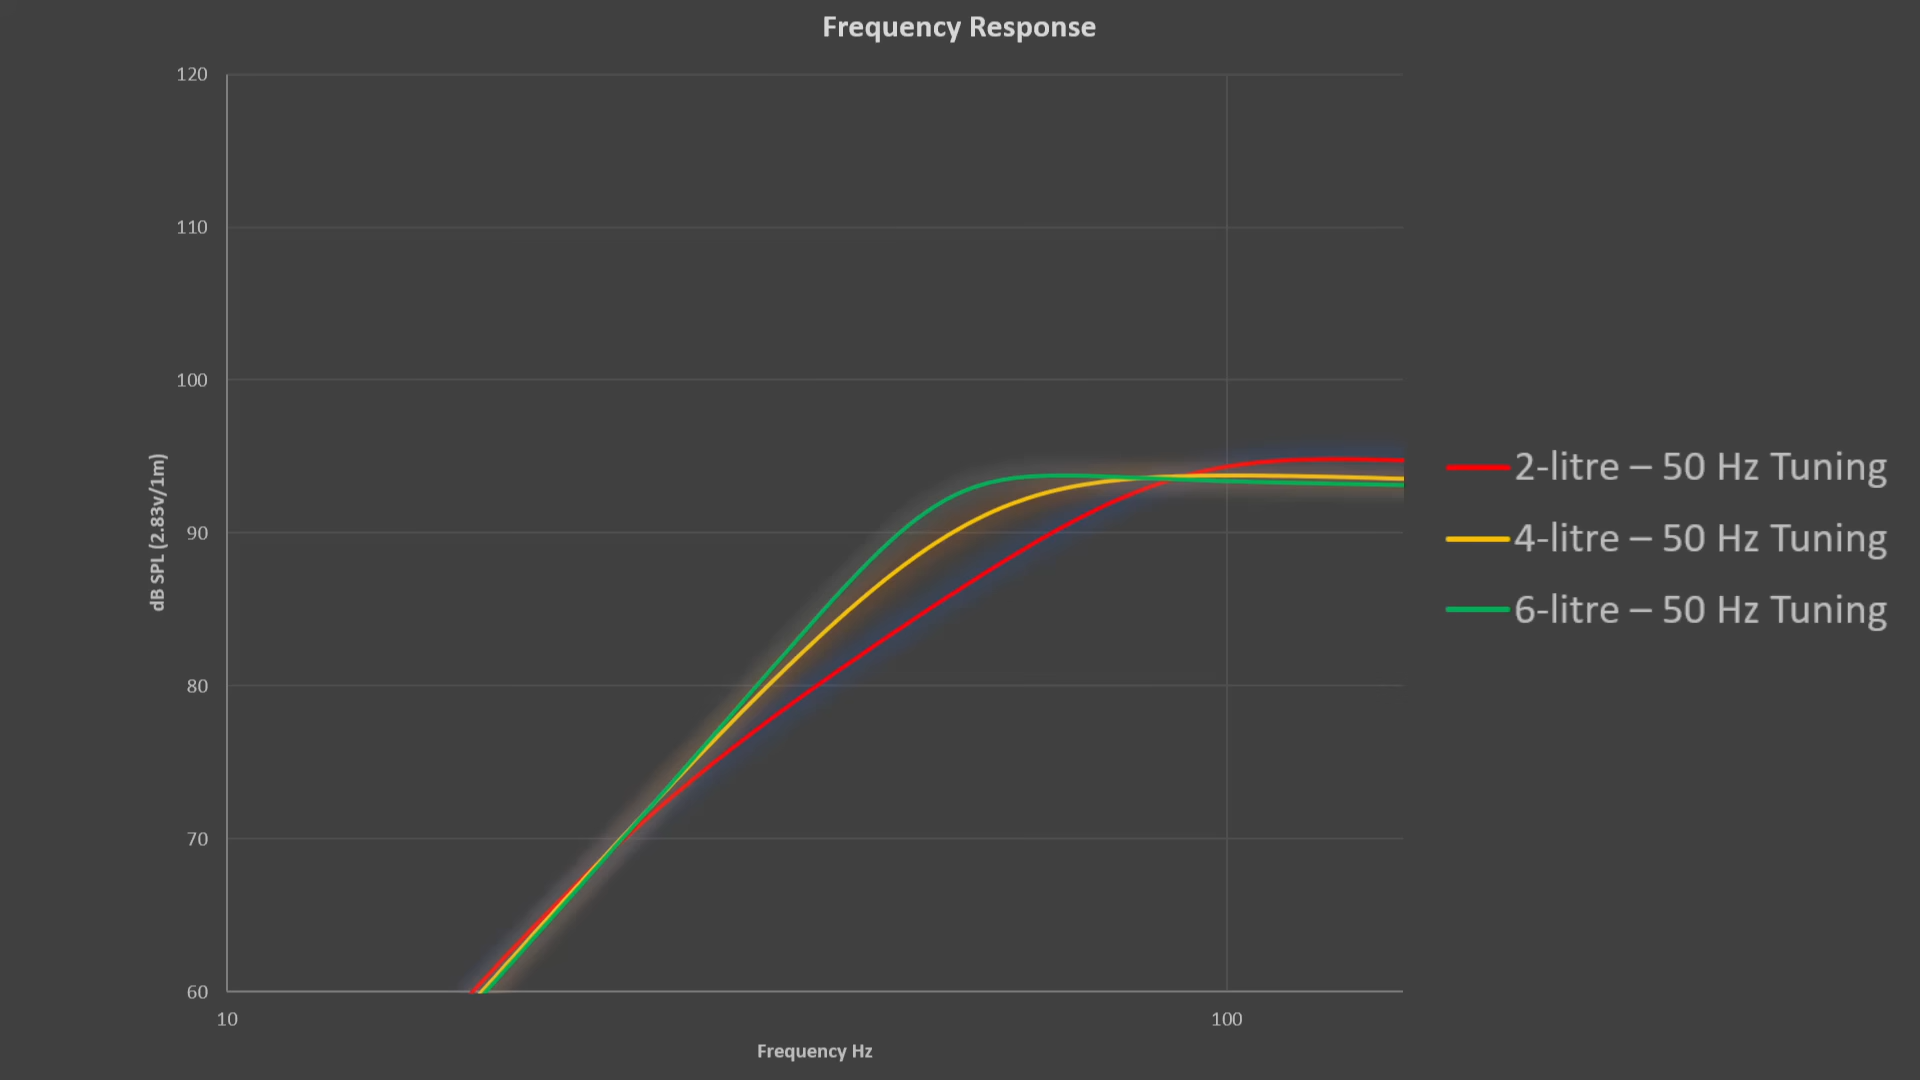 Frequency Response
120
110
100
90
80
70
60
dB SPL (2.83v/1m)
10
100
Frequency Hz
2-litre – 50 Hz Tuning
4-litre – 50 Hz Tuning
6-litre – 50 Hz Tuning